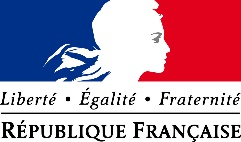 Liberté • Égalité • Fraternité
RÉPUBLIQUE FRANÇAISE